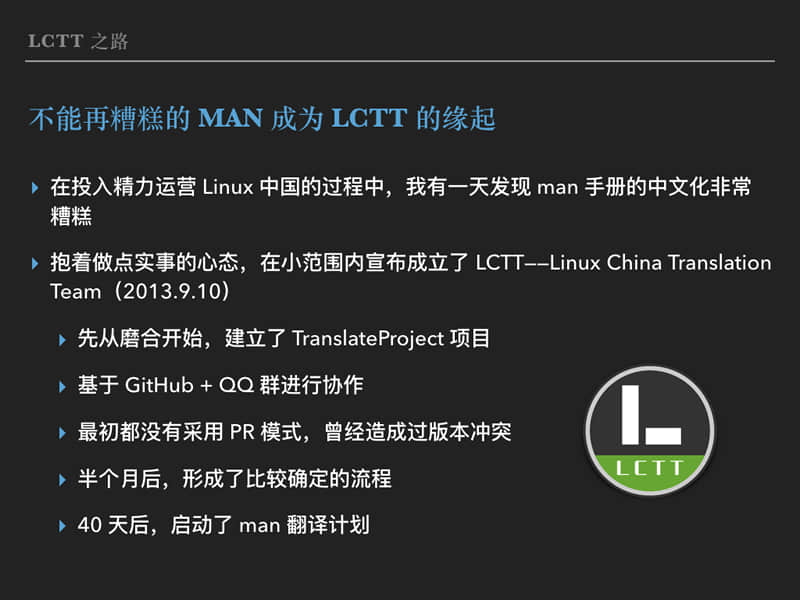 LCTT 之路
不能再糟糕的 MAN 成为 LCTT 的缘起
在投入精力运营 Linux 中国的过程中，我有一天发现 man 手册的中文化非常
糟糕
抱着做点实事的心态，在小范围内宣布成立了 LCTT——Linux China Translation
Team（2013.9.10）
先从磨合开始，建立了 TranslateProject 项目
基于 GitHub + QQ 群进行协作
最初都没有采用 PR 模式，曾经造成过版本冲突
半个月后，形成了比较确定的流程
40 天后，启动了 man 翻译计划
LCTT